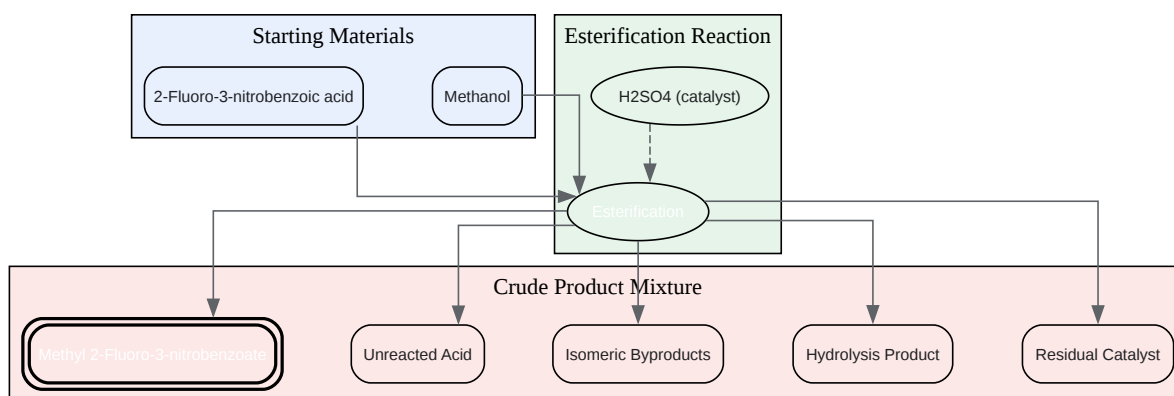 Starting Materials
Esterification Reaction
2-Fluoro-3-nitrobenzoic acid
Methanol
H2SO4 (catalyst)
Esterification
Crude Product Mixture
Methyl 2-Fluoro-3-nitrobenzoate
Unreacted Acid
Isomeric Byproducts
Hydrolysis Product
Residual Catalyst